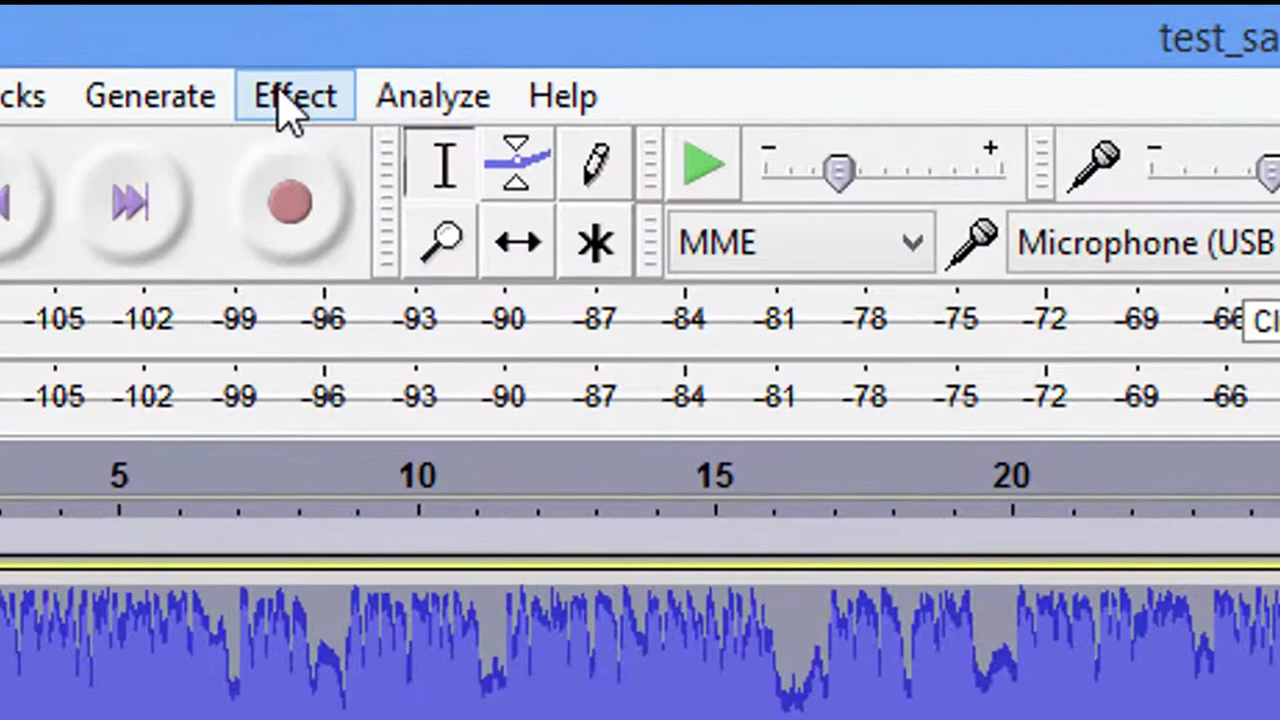 test_sa
cks Generate Effect Analyze Help
- + -
MME Microphone (USB
-105 -102 -99 -96 -93 -90 -87 -84 -81 -78 -75 -72 -69 -66 Cl
-105 -102 -99 -96 -93 -90 -87 -84 -81 -78 -75 -72 -69 -66
5 10 15 20